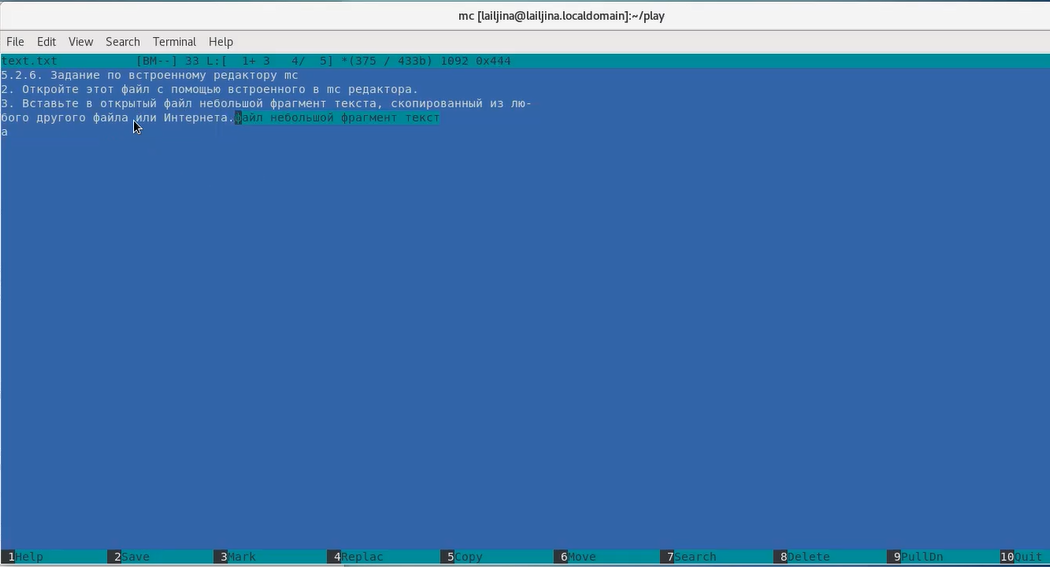 mc [lailjina@lailjina.localdomain]:~/play
File Edit View Search Terminal Help
text.txt [BM--] 33 L:[ 1+ 3 4/ 5] *(375 / 433b) 1092 0x444
5.2.6. Задание по встроенному редактору mc
2. Откройте этот файл с помощью встроенного в mc редактора.
3. Вставьте в открытый файл небольшой фрагмент текста, скопированный из лю-
бого другого файла или Интернета.файл небольшой фрагмент текст
а
1Help 2Save 3Mark 4Replac 5Copy 6Move 7Search 8Delete 9PullDn 10Quit